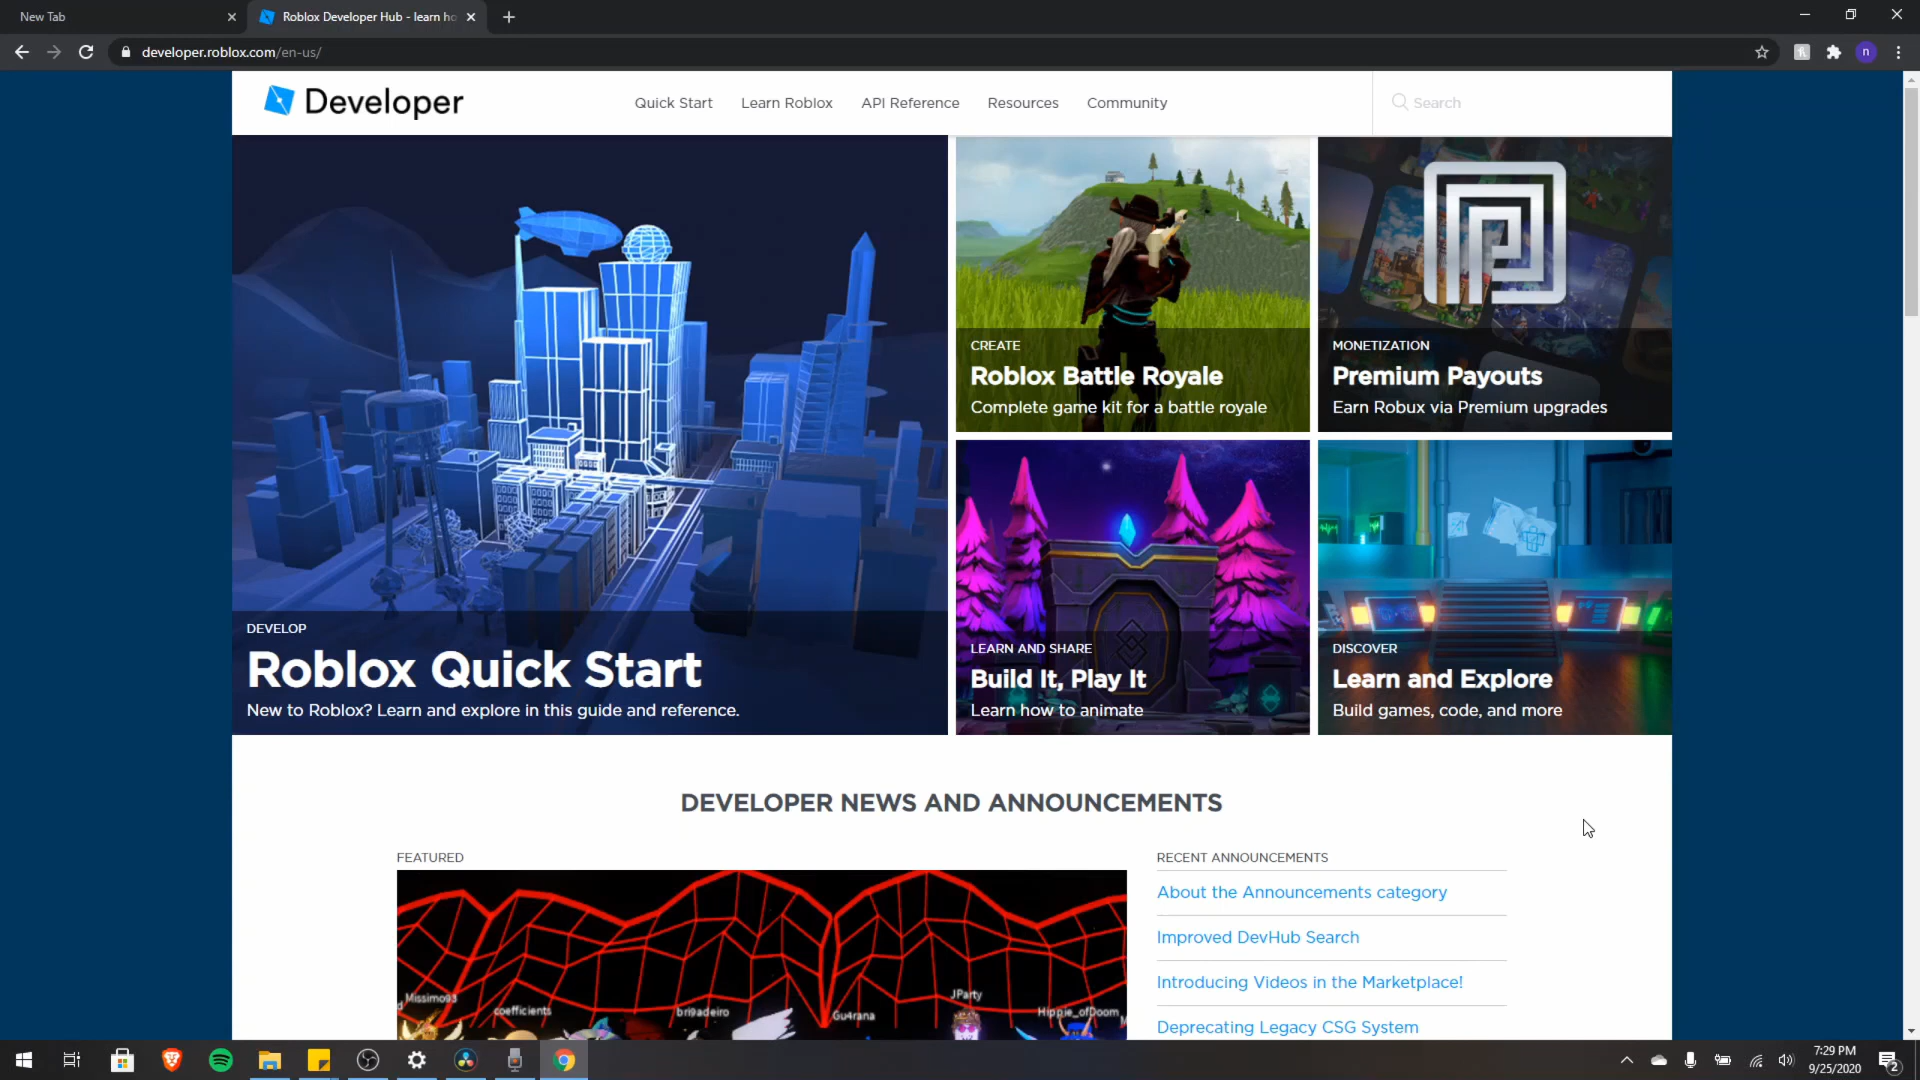 New Tab
Roblox Developer Hub - learn ho
developer.roblox.com/en-us/
n
Developer
Quick Start
Learn Roblox
API Reference
Resources
Community
Search
DEVELOP
Roblox Quick Start
New to Roblox? Learn and explore in this guide and reference.
CREATE
Roblox Battle Royale
Complete game kit for a battle royale
MONETIZATION
Premium Payouts
Earn Robux via Premium upgrades
LEARN AND SHARE
Build It, Play It
Learn how to animate
DISCOVER
Learn and Explore
Build games, code, and more
DEVELOPER NEWS AND ANNOUNCEMENTS
FEATURED
Missimo93
coefficients
bri9adeiro
Gu4rana
JParty
Hippie_ofDoom
RECENT ANNOUNCEMENTS
About the Announcements category
Improved DevHub Search
Introducing Videos in the Marketplace!
Deprecating Legacy CSG System
7:29 PM
9/25/2020
2